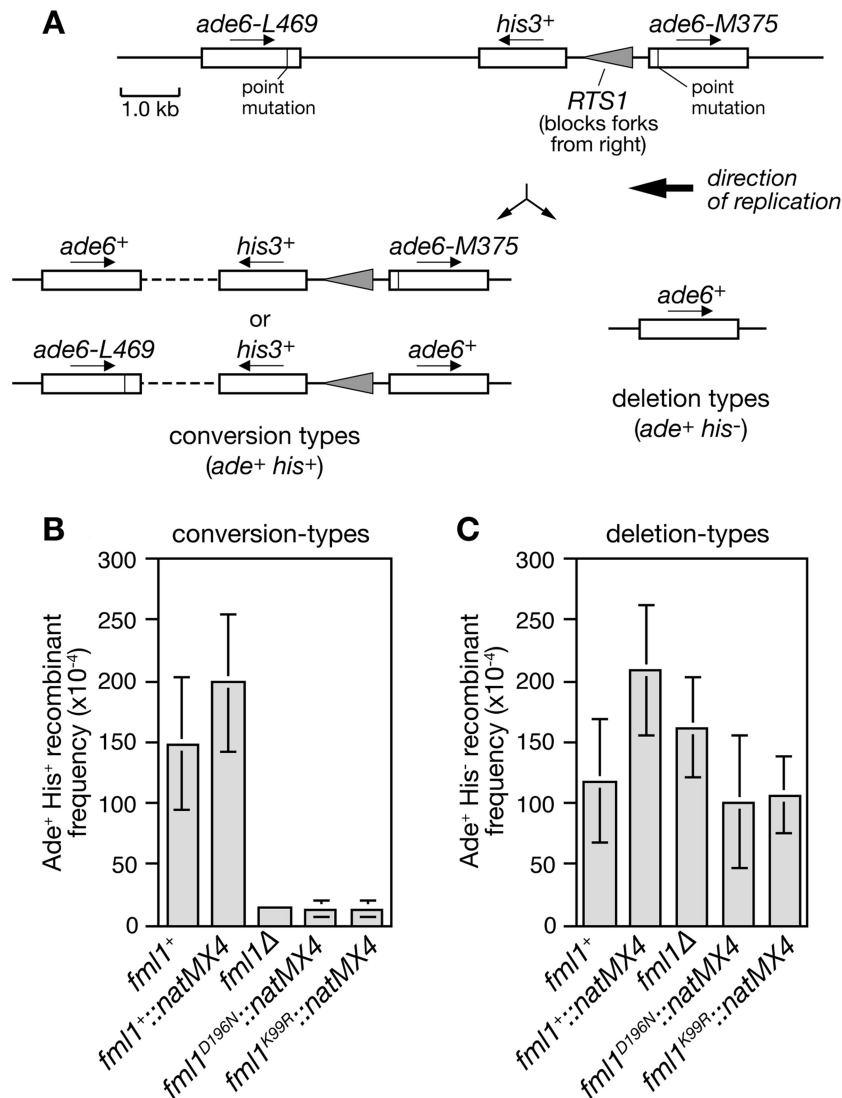 A
ade6-L469
his3+
ade6-M375
point
mutation
1.0 kb
RTS1
(blocks forks
from right)
point
mutation
direction
of replication
ade6+
his3+
ade6-M375
or
ade6-L469
his3+
ade6+
conversion types
(ade+ his+)
ade6+
deletion types
(ade+ his-)
B
conversion-types
Ade+ His+ recombinant
frequency (x10-4)
300
250
200
150
100
50
0
fml1+
fml1+::natMX4
fml1Δ
fml1D196N::natMX4
fml1K99R::natMX4
C
deletion-types
Ade+ His- recombinant
frequency (x10-4)
300
250
200
150
100
50
0
fml1+
fml1+::natMX4
fml1Δ
fml1D196N::natMX4
fml1K99R::natMX4